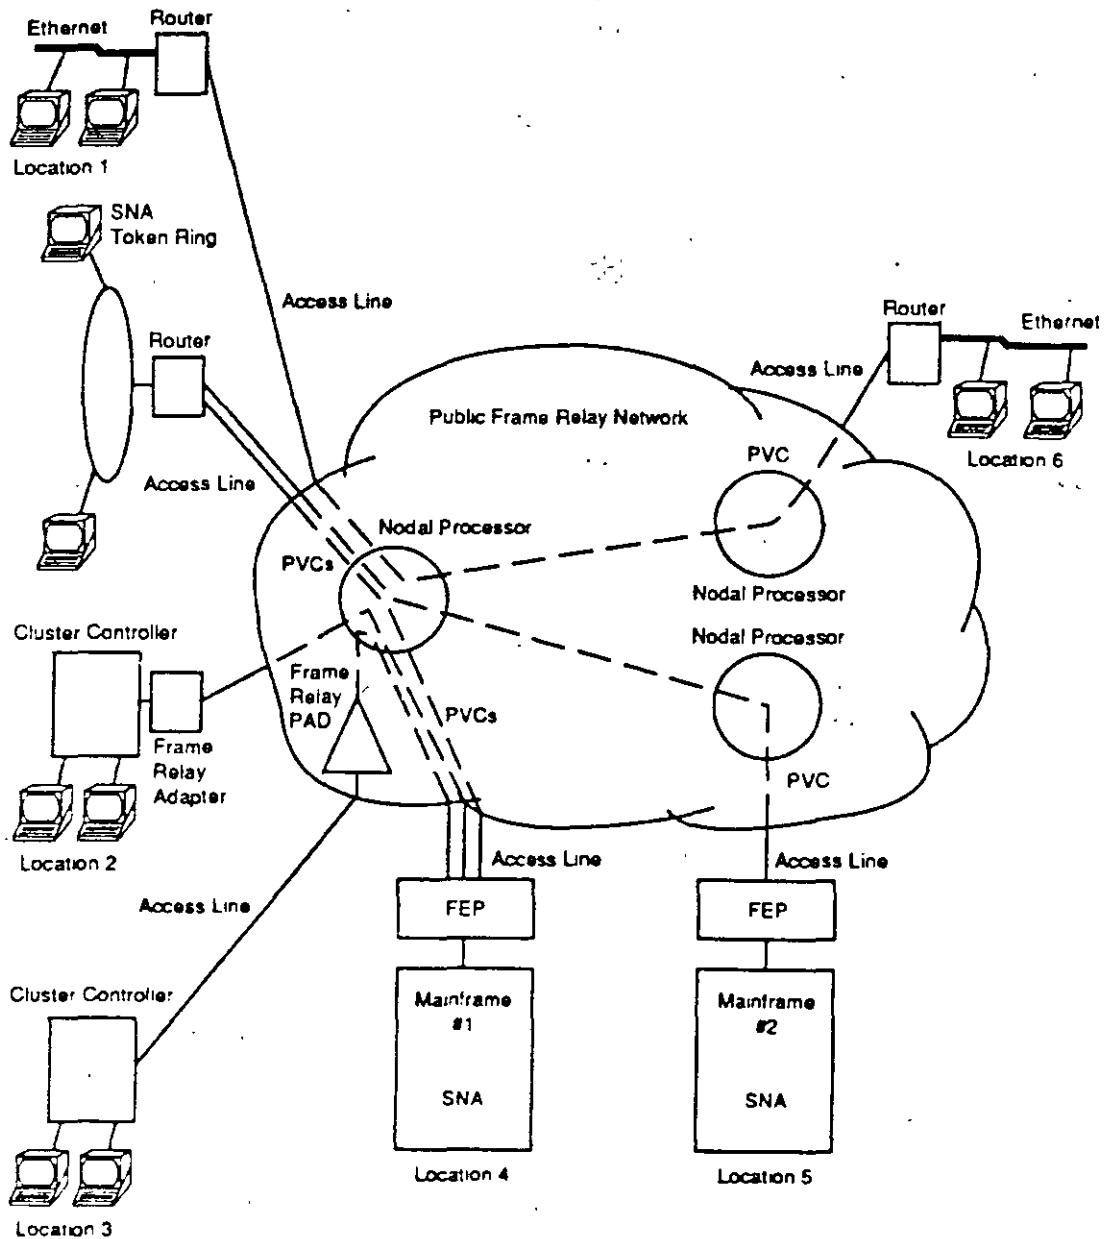 Router
Ethernet
Location 1
SNA
Token Ring
Access Line
Router
Access Line
Router
Ethernet
Access Line
Location 6
Public Frame Relay Network
PVC
Nodal Processor
PVCs
Nodal Processor
Nodal Processor
Cluster Controller
Frame
Relay
PAD
PVCs
Frame
Relay
Adapter
PVC
Location 2
Access Line
Access Line
Access Line
FEP
FEP
Cluster Controller
Mainframe
#1
SNA
Mainframe
#2
SNA
Location 4
Location 5
Location 3